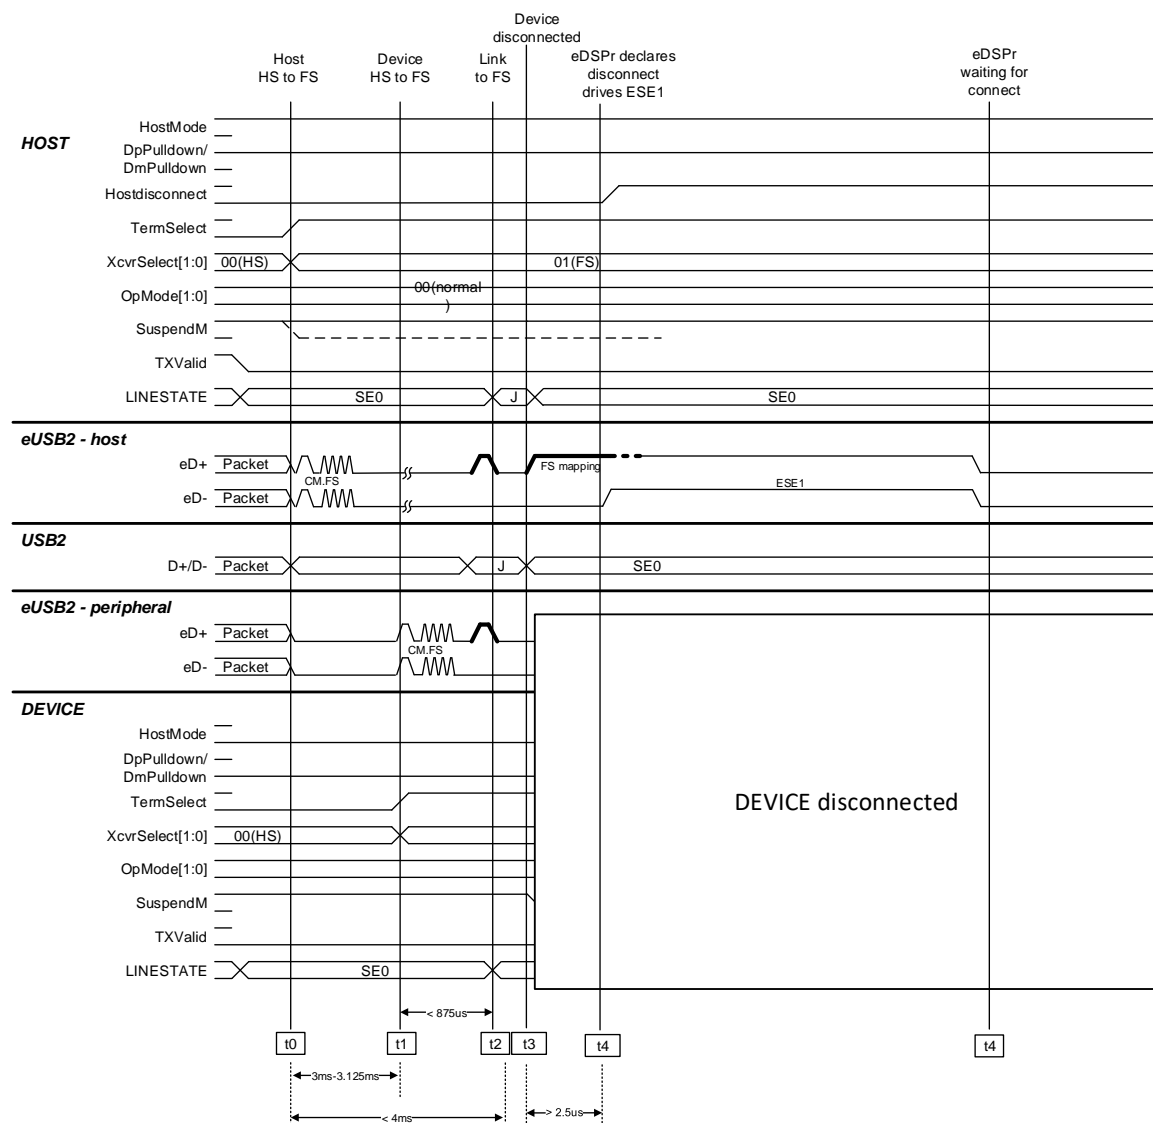 Device
disconnected
Host
HS to FS
Device
HS to FS
Link
to FS
eDSPr declares
disconnect
drives ESE1
eDSPr
waiting for
connect
HOST
HostMode
DpPulldown/
DmPulldown
Hostdisconnect
TermSelect
XcvrSelect[1:0] 00(HS) 01(FS)
OpMode[1:0] 00(normal
)
SuspendM
TXValid
LINESTATE SE0 J SE0
eUSB2 - host
eD+ Packet FS mapping
CM.FS
ESE1
eD- Packet
USB2
D+/D- Packet J SE0
eUSB2 - peripheral
eD+ Packet
CM.FS
eD- Packet
DEVICE
HostMode
DpPulldown/
DmPulldown
TermSelect
DEVICE disconnected
XcvrSelect[1:0] 00(HS)
OpMode[1:0]
SuspendM
TXValid
LINESTATE SE0
< 875us
t0 t1 t2 t3 t4 t4
3ms-3.125ms
< 4ms
> 2.5us